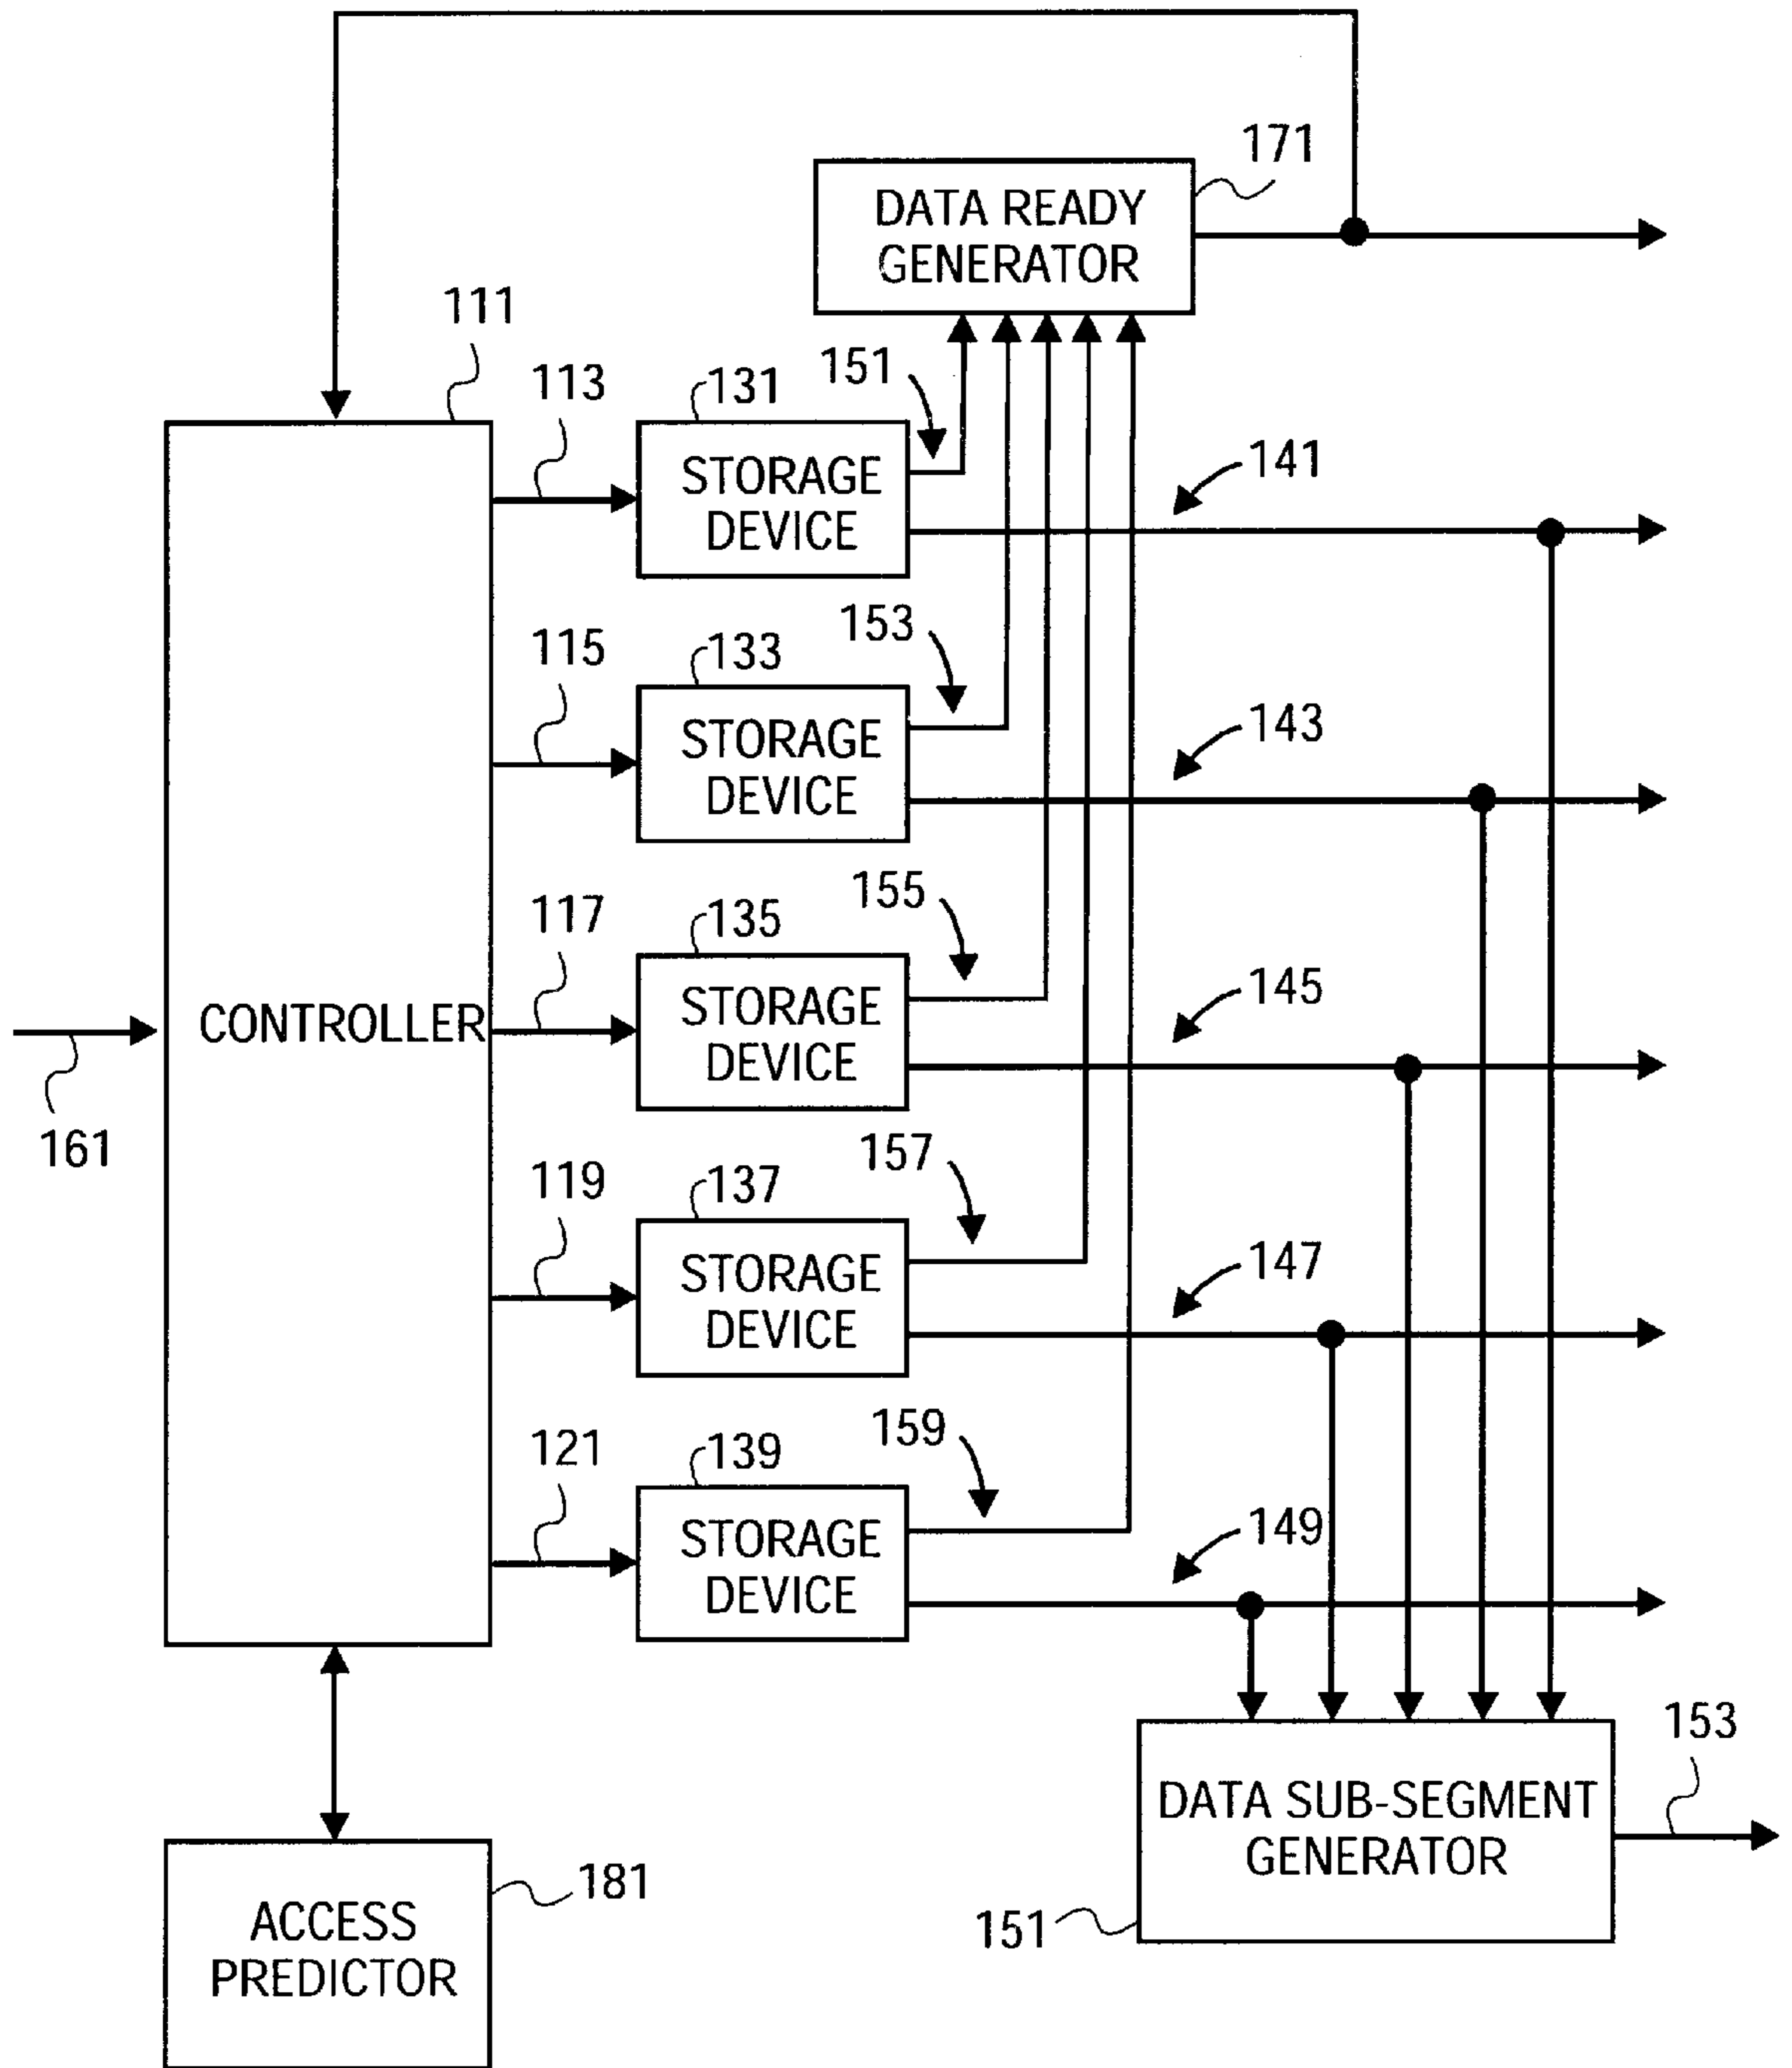 171
DATA READY
GENERATOR
111
113
131
151
141
STORAGE
DEVICE
115
133
153
143
STORAGE
DEVICE
117
135
155
145
CONTROLLER
STORAGE
DEVICE
161
119
137
157
147
STORAGE
DEVICE
121
139
159
149
STORAGE
DEVICE
153
DATA SUB-SEGMENT
GENERATOR
181
151
ACCESS
PREDICTOR